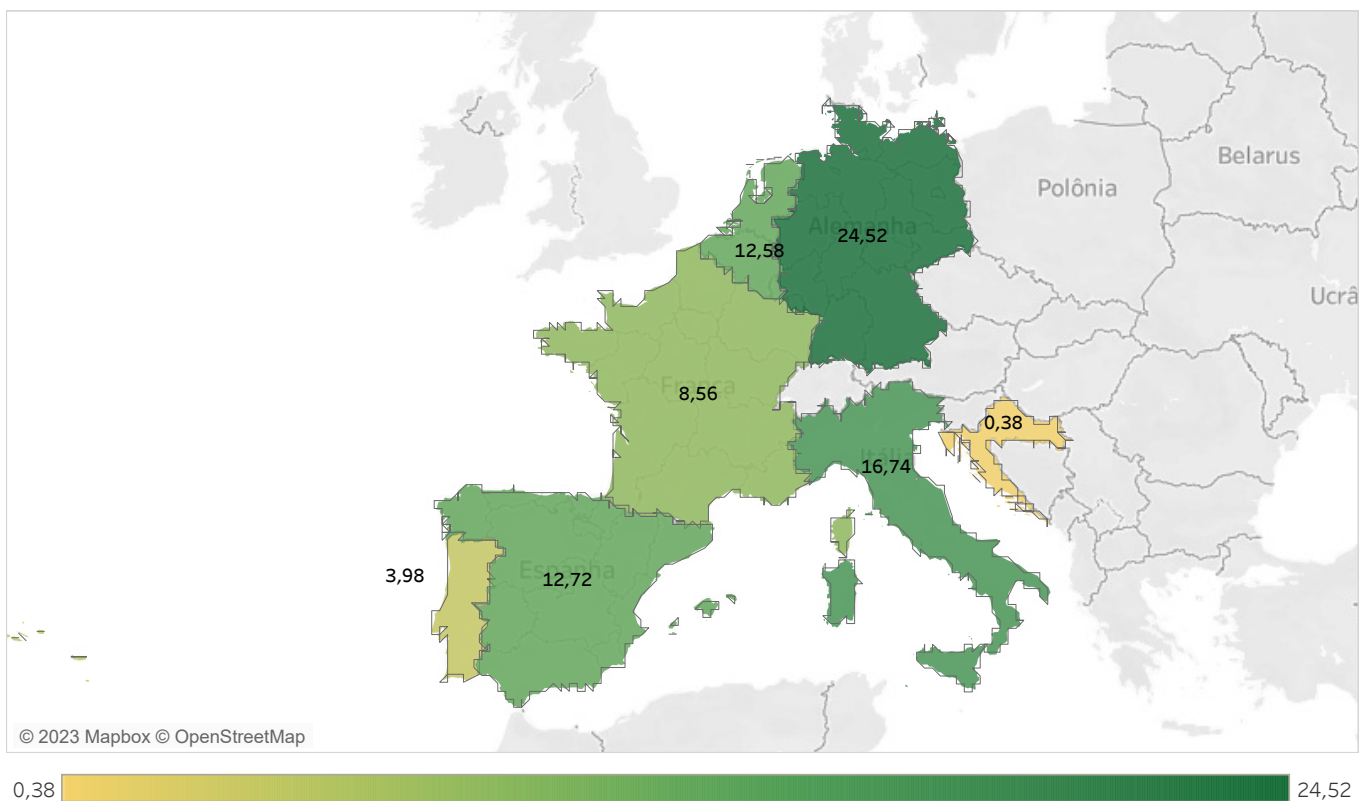 Belarus
Polônia
Alemanha
24,52
12,58
Ucrâ
França
8,56
0,38
Itália
16,74
Espanha
3,98
12,72
© 2023 Mapbox © OpenStreetMap
0,38
24,52